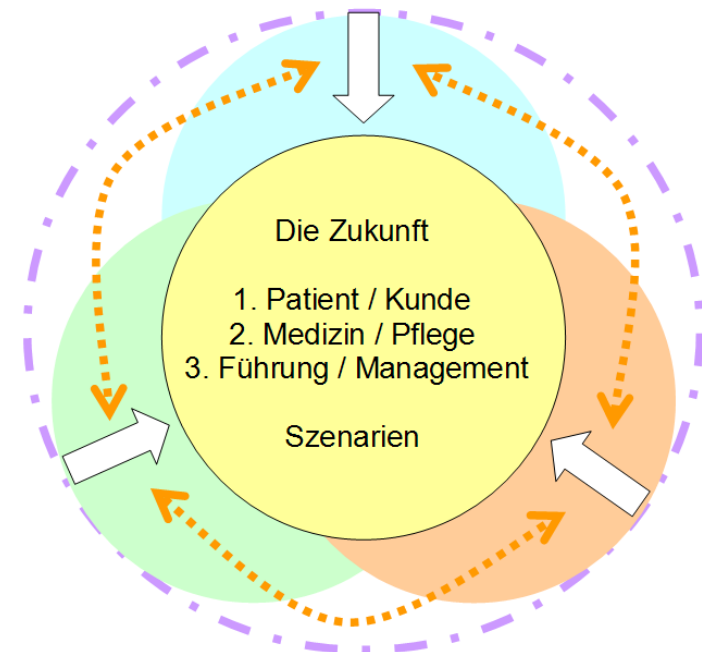 Die Zukunft
1. Patient / Kunde
2. Medizin / Pflege
3. Führung / Management
Szenarien